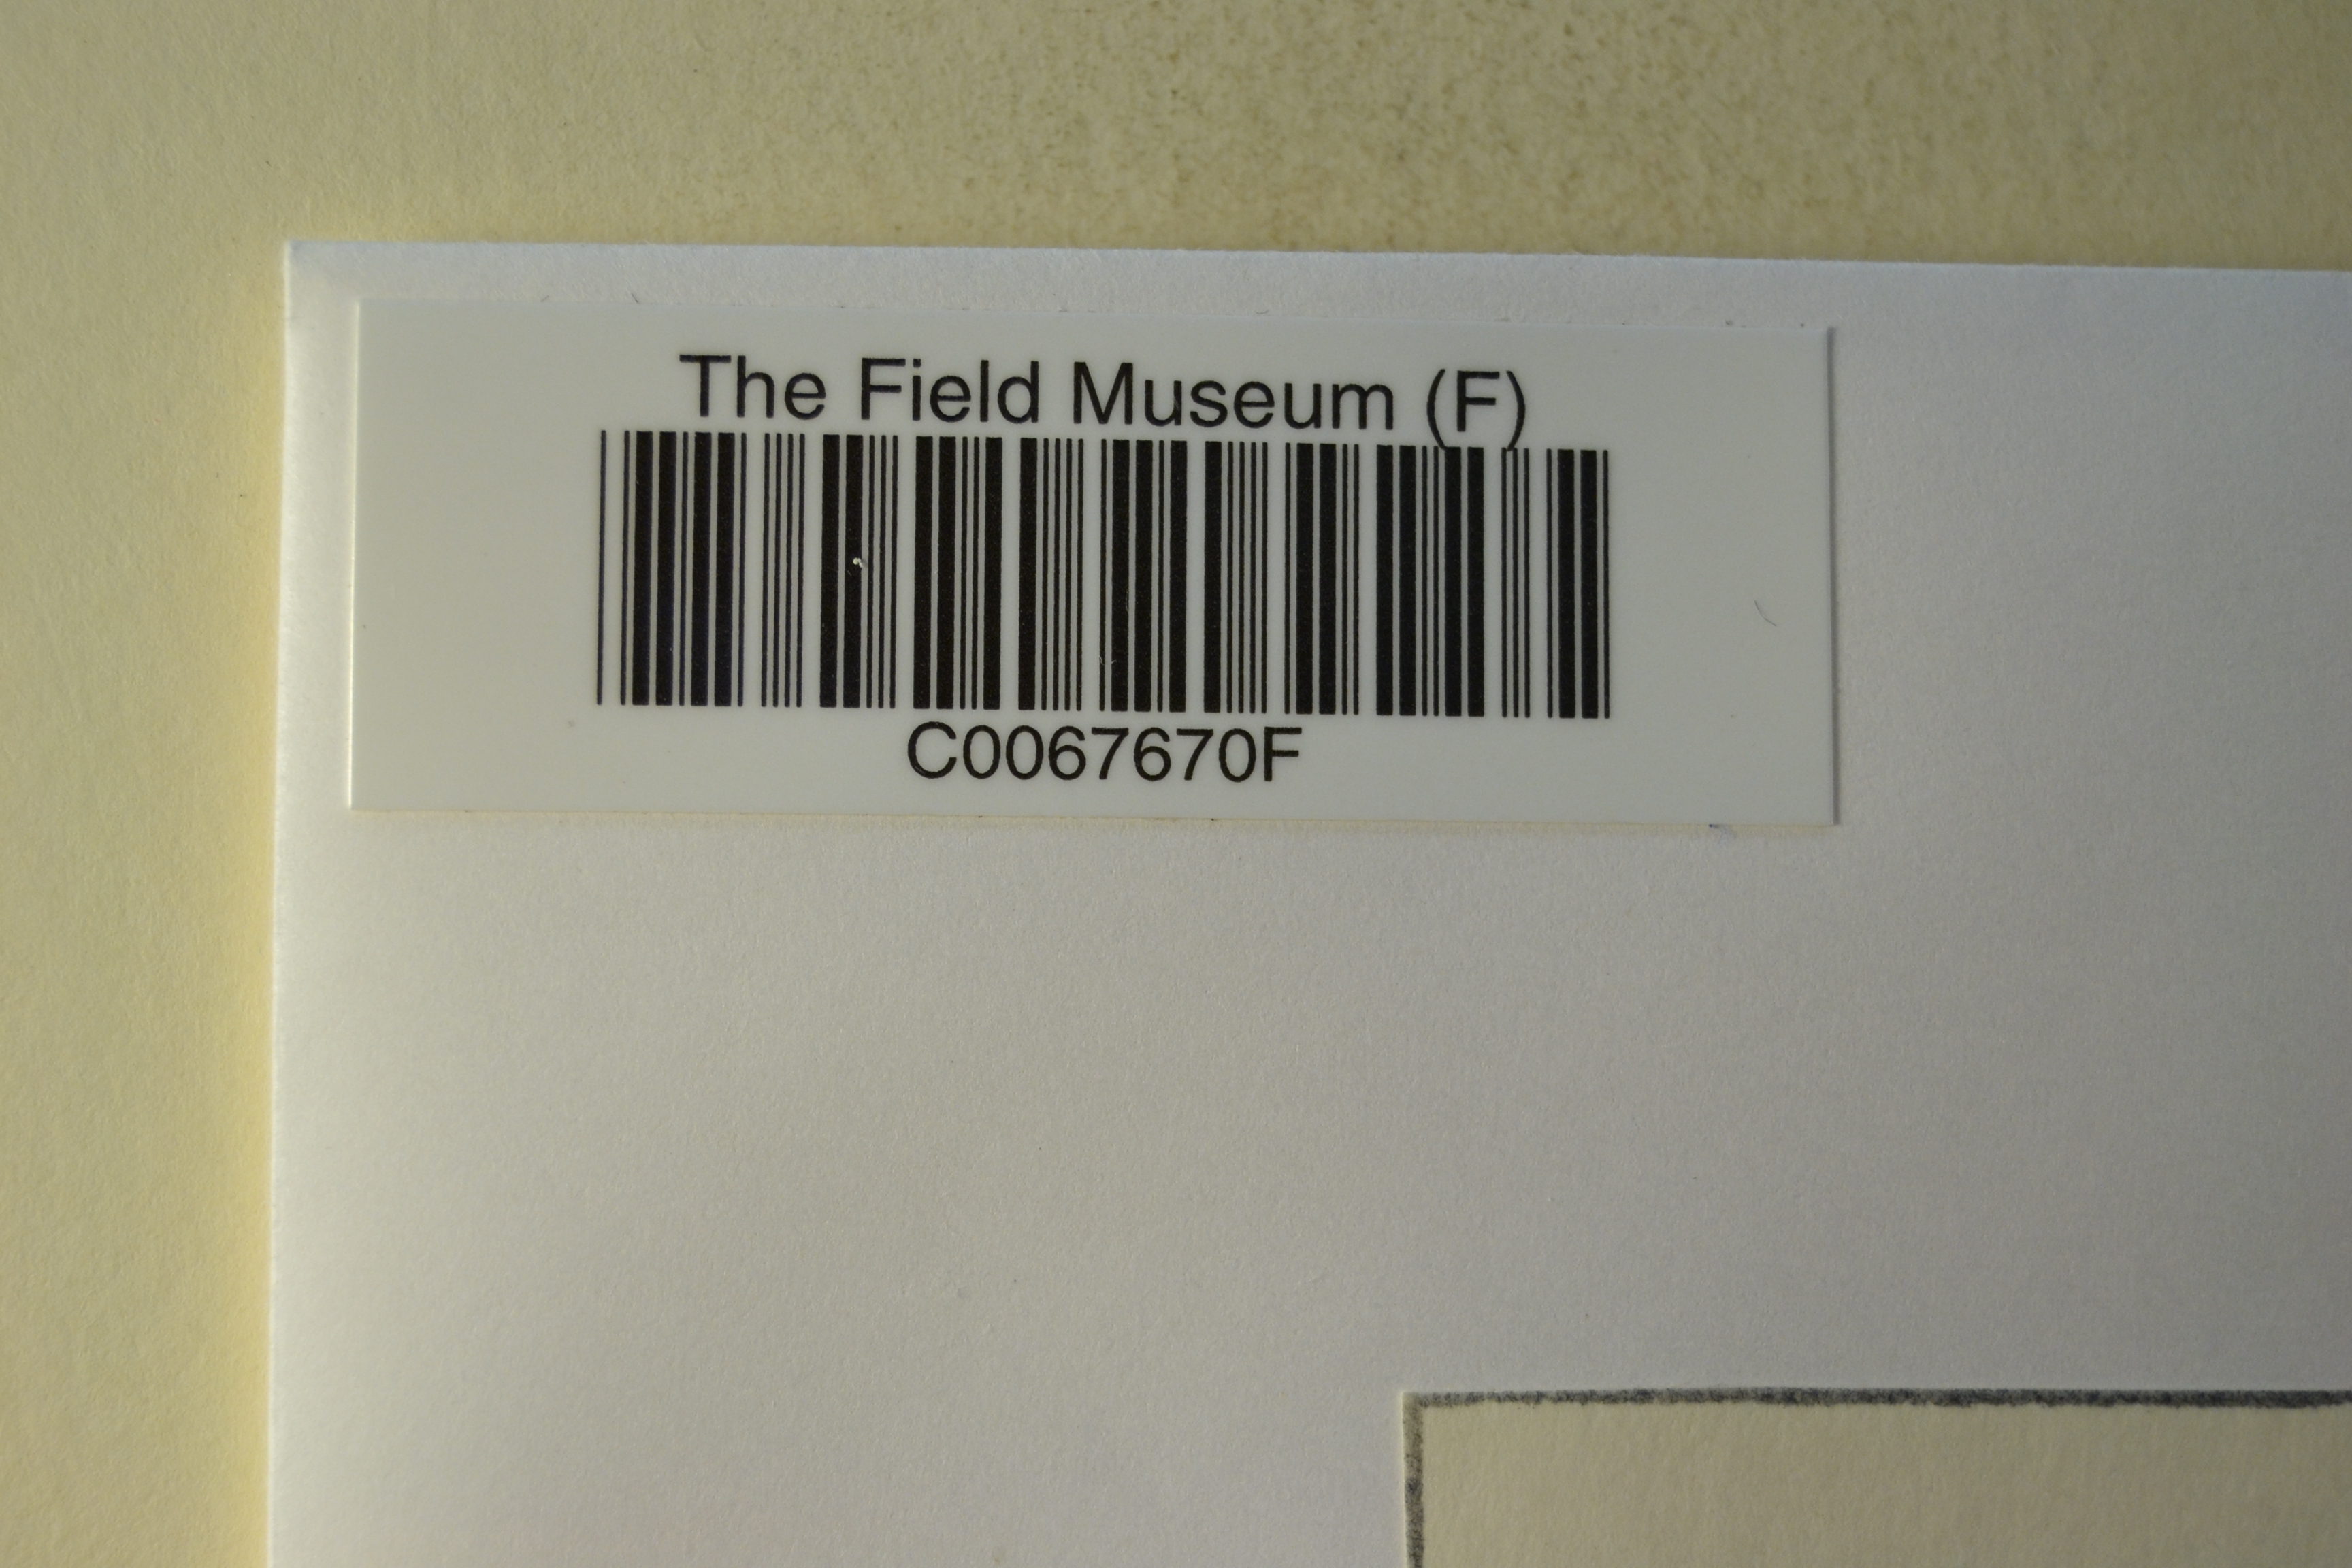 The Field Museum (F)
C0067670F